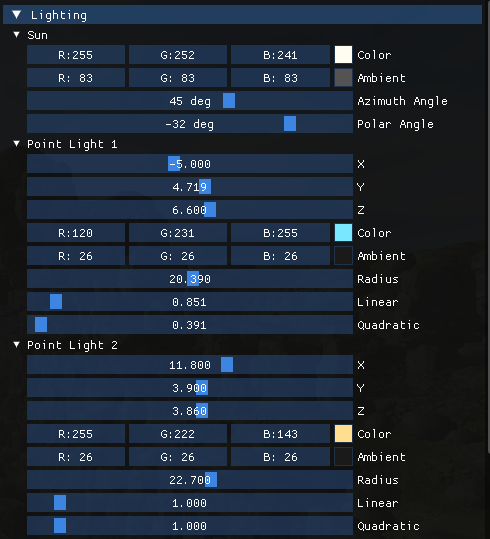 Lighting
Sun
R:255 G:252 B:241 Color
R: 83 G: 83 B: 83 Ambient
45 deg Azimuth Angle
-32 deg Polar Angle
Point Light 1
-5.000 X
4.719 Y
6.600 Z
R:120 G:231 B:255 Color
R: 26 G: 26 B: 26 Ambient
20.390 Radius
0.851 Linear
0.391 Quadratic
Point Light 2
11.800 X
3.900 Y
3.860 Z
R:255 G:222 B:143 Color
R: 26 G: 26 B: 26 Ambient
22.700 Radius
1.000 Linear
1.000 Quadratic